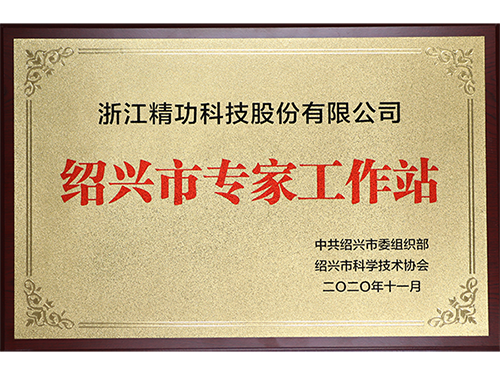 浙江精功科技股份有限公司
绍兴市专家工作站
中共绍兴市委组织部
绍兴市科学技术协会
二〇二〇年十一月